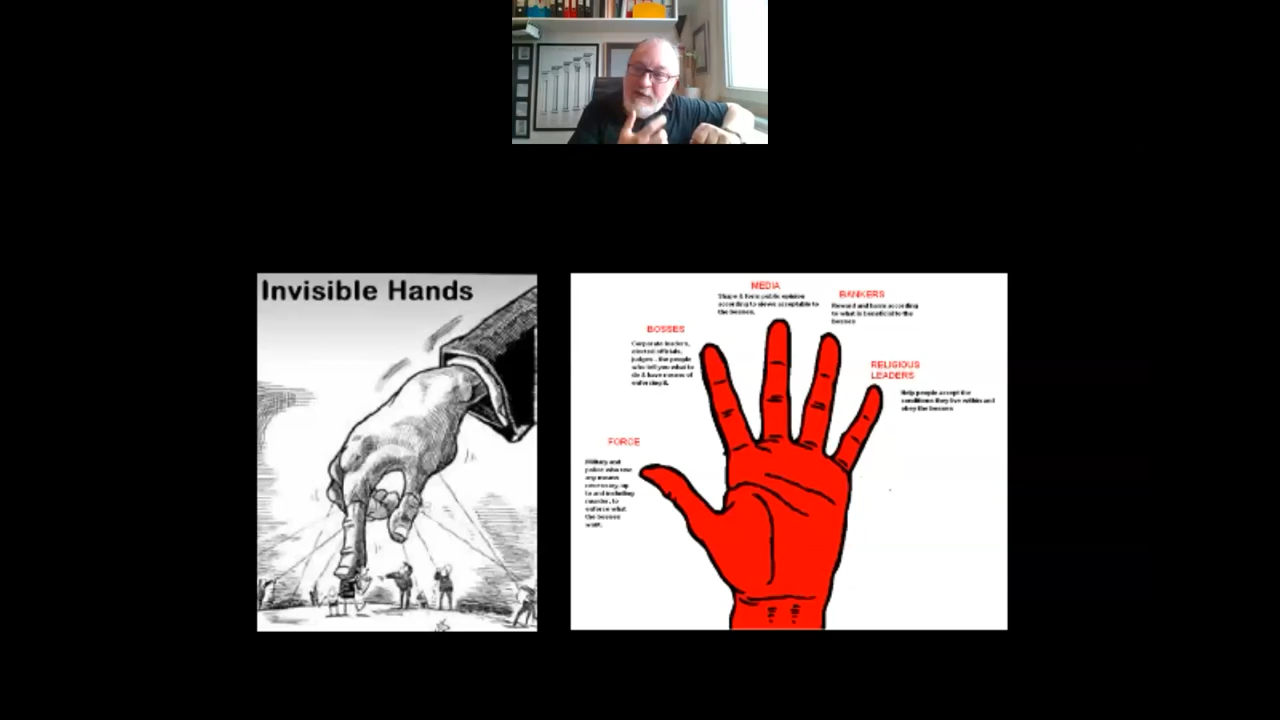 Invisible Hands
MEDIA
Shape & form public opinion
according to views acceptable to
the bosses.
BANKERS
Reward and harm according
to what is beneficial to the
bosses
BOSSES
Corporate leaders,
elected officials,
judges - the people
who tell you what to
do & have means of
enforcing it.
RELIGIOUS
LEADERS
Help people accept the
conditions they live within and
obey the bosses
FORCE
Military and
police who use
any means
necessary, up
to and including
murder, to
enforce what
the bosses
want.